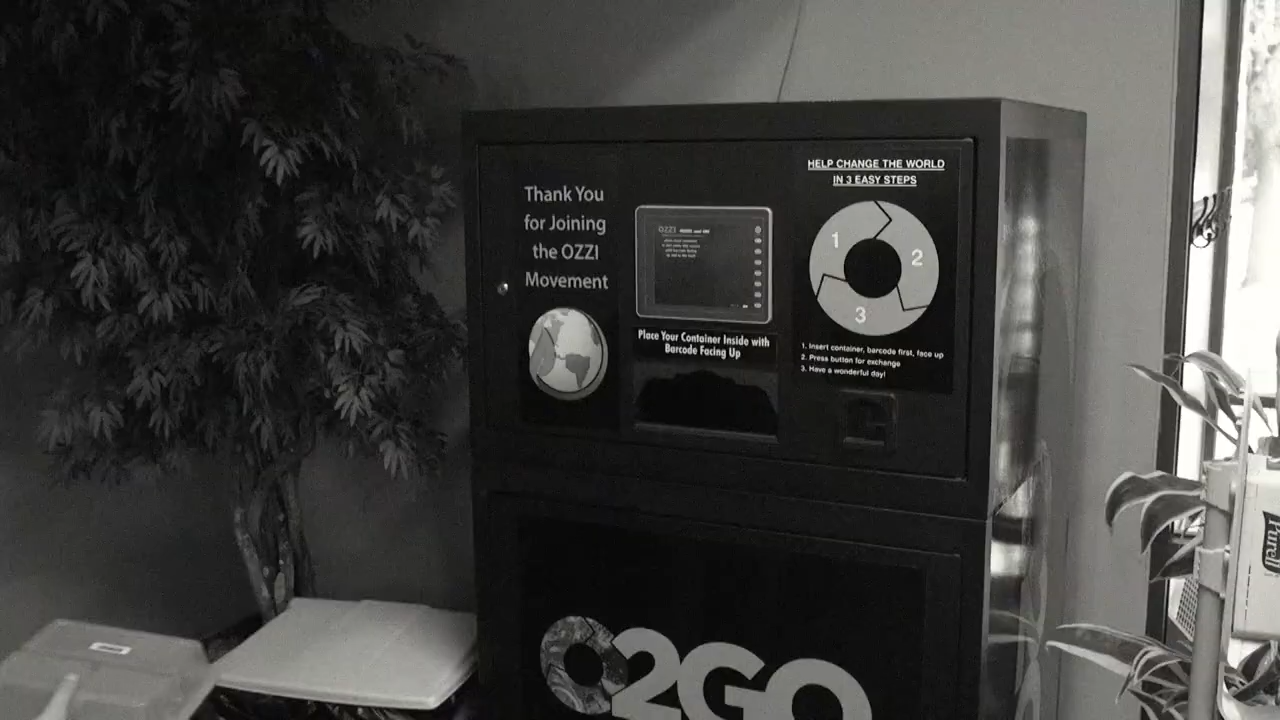 Thank You
for Joining
the OZZI
Movement
OZZI
Place Your Container Inside with
Barcode Facing Up
HELP CHANGE THE WORLD
IN 3 EASY STEPS
1
2
3
1. Insert container, barcode first, face up
2. Press button for exchange
3. Have a wonderful day!
O2GO
Purell